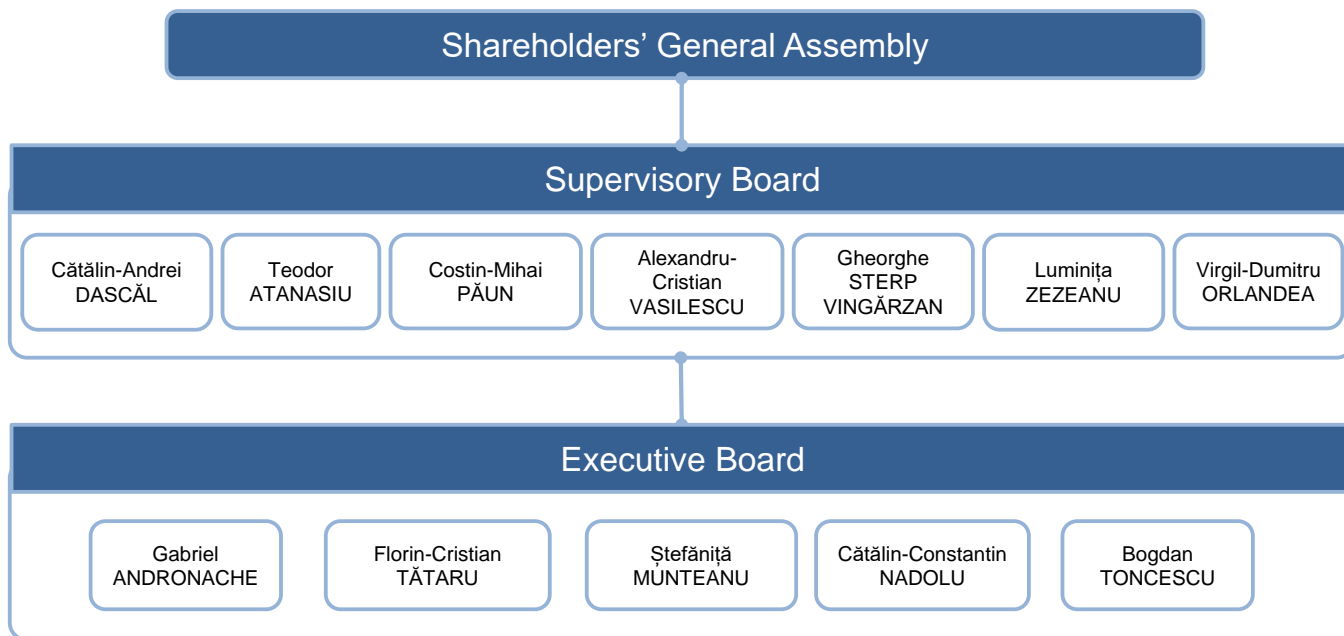 Shareholders’ General Assembly
Supervisory Board
Cătălin-Andrei
DASCĂL
Teodor
ATANASIU
Costin-Mihai
PĂUN
Alexandru-
Cristian
VASILESCU
Gheorghe
STERP
VINGĂRZAN
Luminița
ZEZEANU
Virgil-Dumitru
ORLANDEA
Executive Board
Gabriel
ANDRONACHE
Florin-Cristian
TĂTARU
Ștefăniță
MUNTEANU
Cătălin-Constantin
NADOLU
Bogdan
TONCESCU